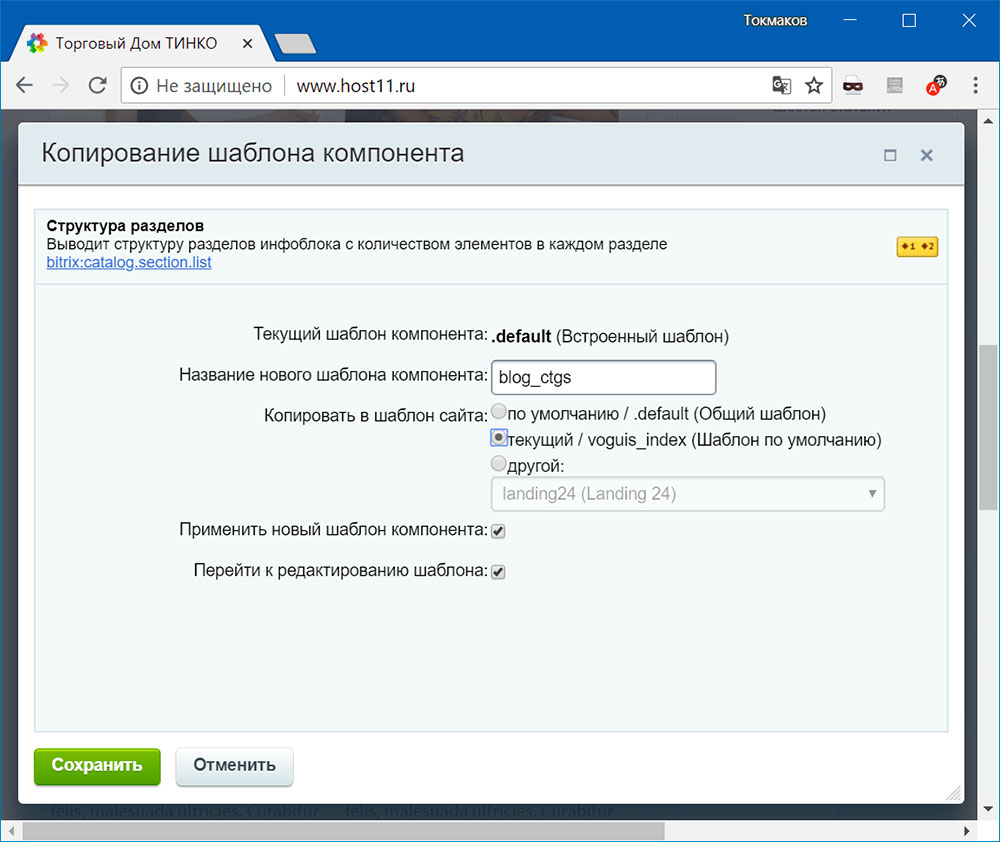 Токмаков
Торговый Дом ТИНКО
Не защищено www.host11.ru
Копирование шаблона компонента
Структура разделов
Выводит структуру разделов инфоблока с количеством элементов в каждом разделе
bitrix:catalog.section.list
1 2
Текущий шаблон компонента: .default (Встроенный шаблон)
Название нового шаблона компонента: blog_ctgs
Копировать в шаблон сайта: по умолчанию / .default (Общий шаблон)
текущий / voguis_index (Шаблон по умолчанию)
другой:
landing24 (Landing 24)
Применить новый шаблон компонента:
Перейти к редактированию шаблона:
Сохранить Отменить
felis, malesuada ultricies. Curabitur felis, malesuada ultricies. Curabitur